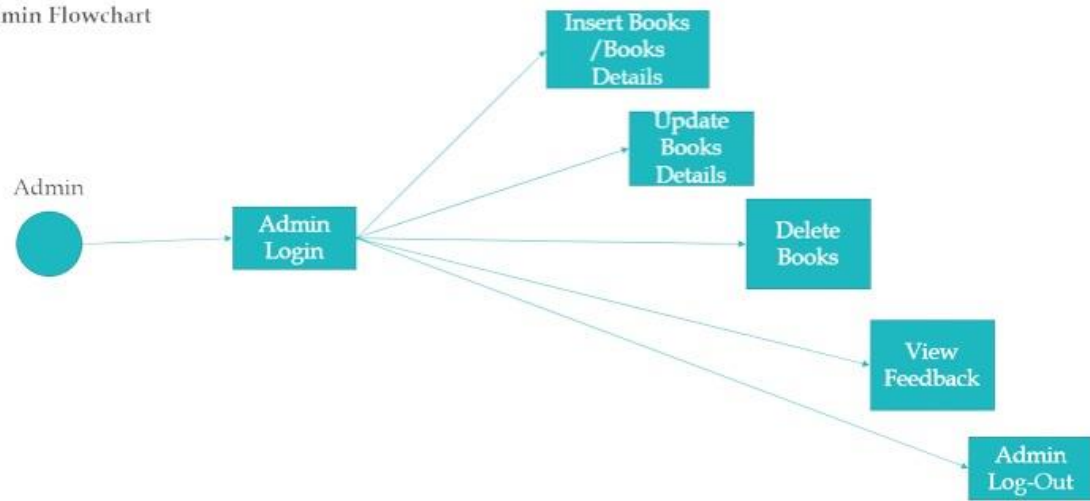 min Flowchart
Insert Books
/Books
Details
Update
Books
Details
Admin
Admin
Login
Delete
Books
View
Feedback
Admin
Log-Out